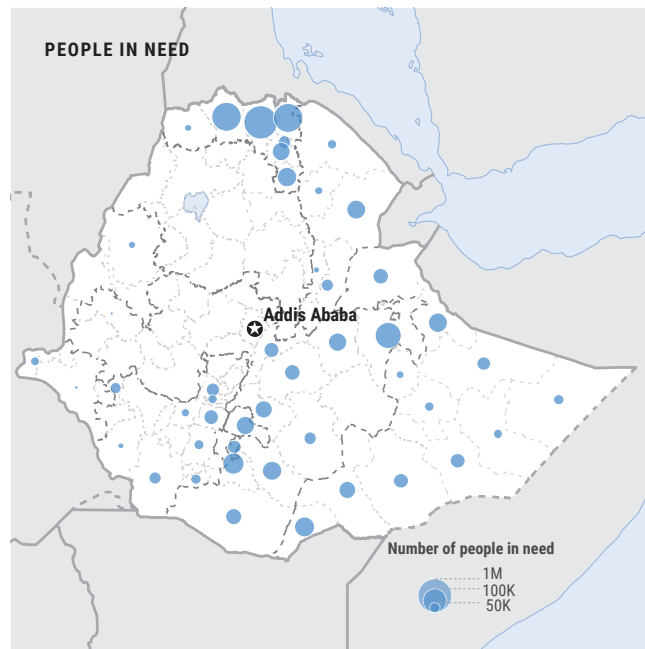 PEOPLE IN NEED
Addis Ababa
Number of people in need
1M
100K
50K